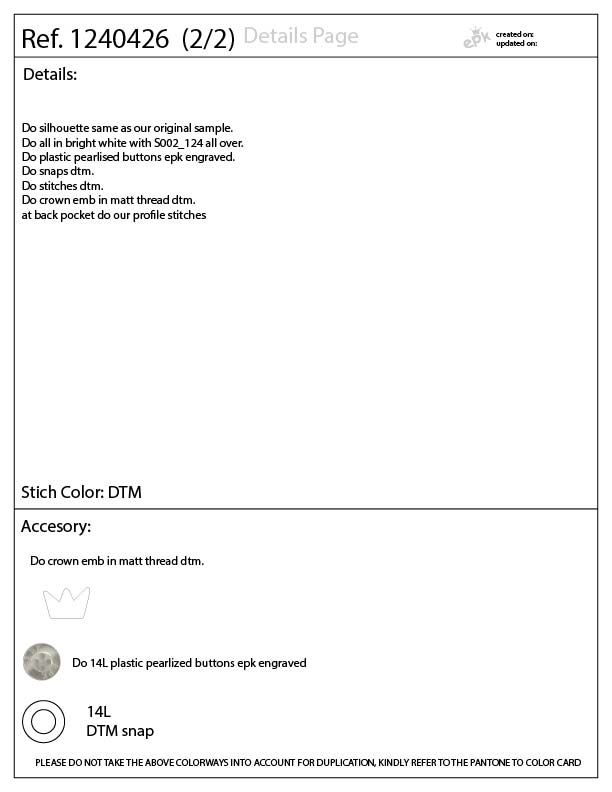 Ref. 1240426 (2/2) Details Page
epk
created on:
updated on:
Details:
Do silhouette same as our original sample.
Do all in bright white with S002_124 all over.
Do plastic pearlised buttons epk engraved.
Do snaps dtm.
Do stitches dtm.
Do crown emb in matt thread dtm.
at back pocket do our profile stitches
Stich Color: DTM
Accesory:
Do crown emb in matt thread dtm.
Do 14L plastic pearlized buttons epk engraved
14L
DTM snap
PLEASE DO NOT TAKE THE ABOVE COLORWAYS INTO ACCOUNT FOR DUPLICATION, KINDLY REFER TO THE PANTONE TO COLOR CARD